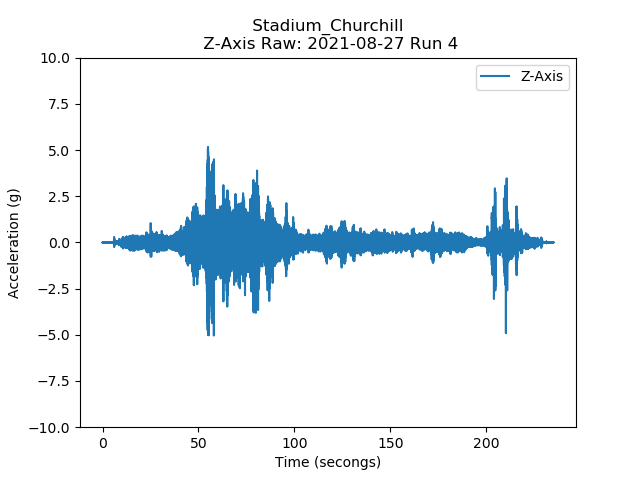 Stadium_Churchill
Z-Axis Raw: 2021-08-27 Run 4
Z-Axis
10.0
7.5
5.0
2.5
0.0
−2.5
−5.0
−7.5
−10.0
Acceleration (g)
0
50
100
150
200
Time (secongs)